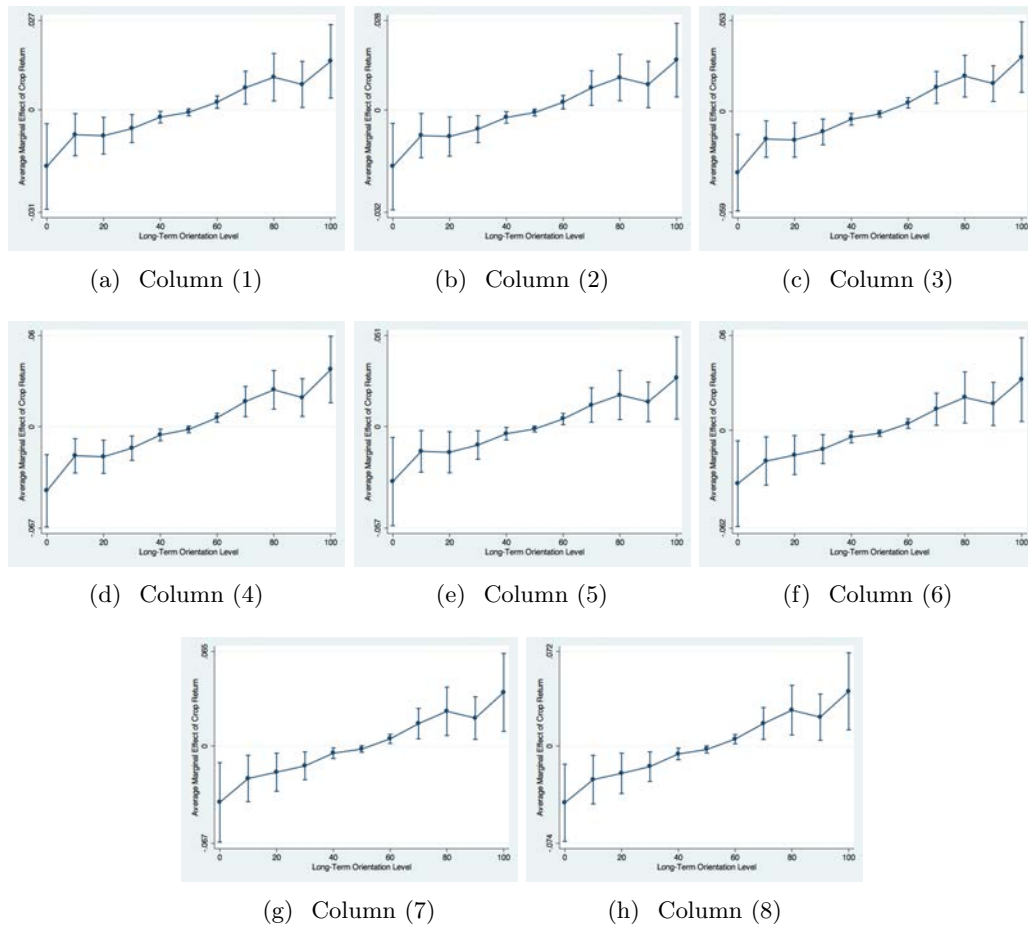 Average Marginal Effect of Crop Return
.027
0
-.031
0 20 40 60 80 100
Long-Term Orientation Level
(a) Column (1)
Average Marginal Effect of Crop Return
.028
0
-.032
0 20 40 60 80 100
Long-Term Orientation Level
(b) Column (2)
Average Marginal Effect of Crop Return
.053
0
-.059
0 20 40 60 80 100
Long-Term Orientation Level
(c) Column (3)
Average Marginal Effect of Crop Return
.06
0
-.067
0 20 40 60 80 100
Long-Term Orientation Level
(d) Column (4)
Average Marginal Effect of Crop Return
.051
0
-.057
0 20 40 60 80 100
Long-Term Orientation Level
(e) Column (5)
Average Marginal Effect of Crop Return
.06
0
-.062
0 20 40 60 80 100
Long-Term Orientation Level
(f) Column (6)
Average Marginal Effect of Crop Return
.065
0
-.067
0 20 40 60 80 100
Long-Term Orientation Level
(g) Column (7)
Average Marginal Effect of Crop Return
.072
0
-.074
0 20 40 60 80 100
Long-Term Orientation Level
(h) Column (8)